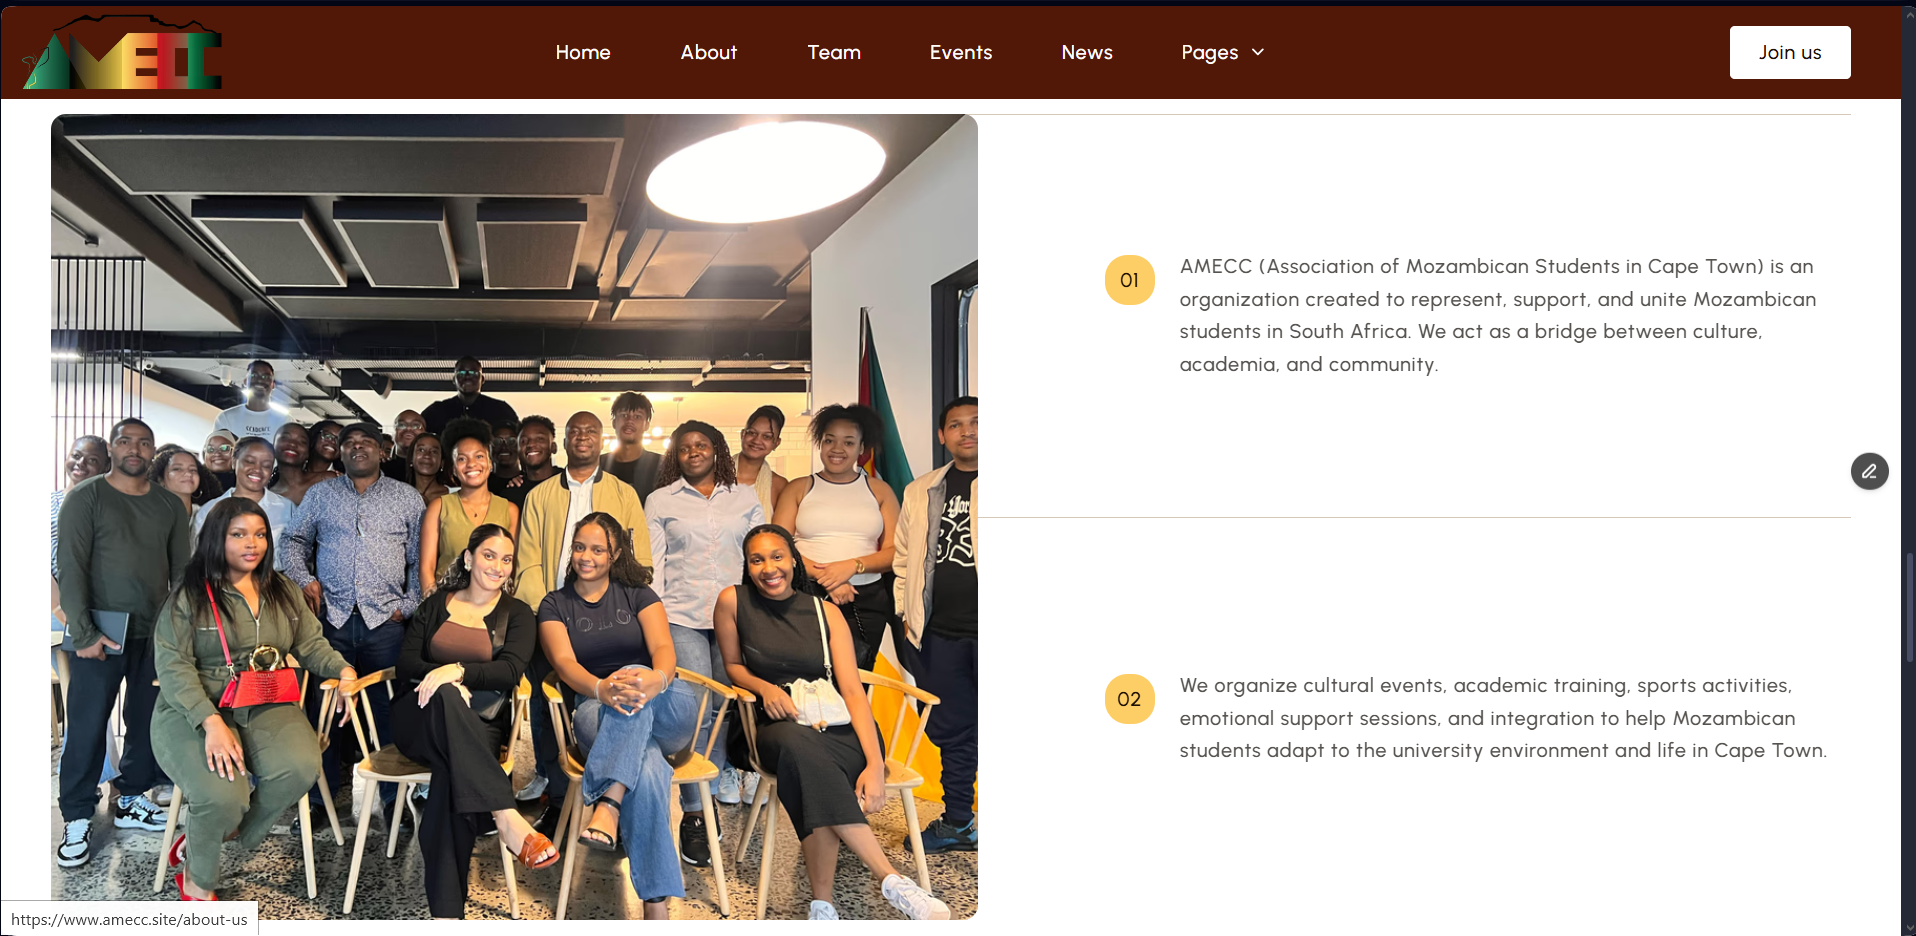 AMECC
Home
About
Team
Events
News
Pages
Join us
01
AMECC (Association of Mozambican Students in Cape Town) is an
organization created to represent, support, and unite Mozambican
students in South Africa. We act as a bridge between culture,
academia, and community.
02
We organize cultural events, academic training, sports activities,
emotional support sessions, and integration to help Mozambican
students adapt to the university environment and life in Cape Town.
https://www.amecc.site/about-us